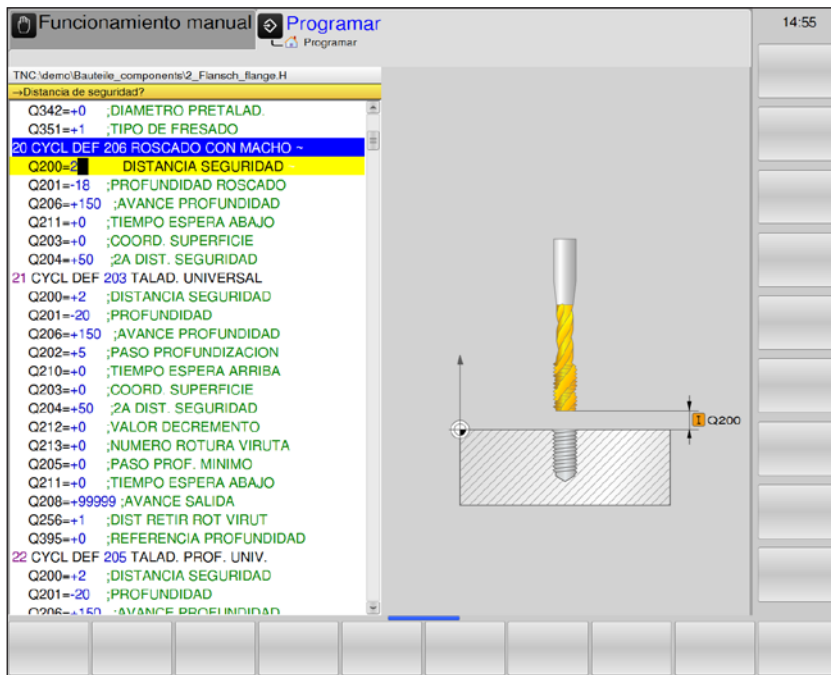 Funcionamiento manual
Programar
Programar
14:55
TNC:\demo\Bauteile_components\2_Flansch_flange.H
→Distancia de seguridad?
Q342=+0 ;DIAMETRO PRETALAD.
Q351=+1 ;TIPO DE FRESADO
20 CYCL DEF 206 ROSCADO CON MACHO ~
Q200=2 DISTANCIA SEGURIDAD ~
Q201=-18 ;PROFUNDIDAD ROSCADO
Q206=+150 ;AVANCE PROFUNDIDAD
Q211=+0 ;TIEMPO ESPERA ABAJO
Q203=+0 ;COORD. SUPERFICIE
Q204=+50 ;2A DIST. SEGURIDAD
21 CYCL DEF 203 TALAD. UNIVERSAL
Q200=+2 ;DISTANCIA SEGURIDAD
Q201=-20 ;PROFUNDIDAD
Q206=+150 ;AVANCE PROFUNDIDAD
Q202=+5 ;PASO PROFUNDIZACION
Q210=+0 ;TIEMPO ESPERA ARRIBA
Q203=+0 ;COORD. SUPERFICIE
Q204=+50 ;2A DIST. SEGURIDAD
Q212=+0 ;VALOR DECREMENTO
Q213=+0 ;NUMERO ROTURA VIRUTA
Q205=+0 ;PASO PROF. MINIMO
Q211=+0 ;TIEMPO ESPERA ABAJO
Q208=+99999 ;AVANCE SALIDA
Q256=+1 ;DIST RETIR ROT VIRUT
Q395=+0 ;REFERENCIA PROFUNDIDAD
22 CYCL DEF 205 TALAD. PROF. UNIV.
Q200=+2 ;DISTANCIA SEGURIDAD
Q201=-20 ;PROFUNDIDAD
Q206=+150 ;AVANCE PROFUNDIDAD
I Q200